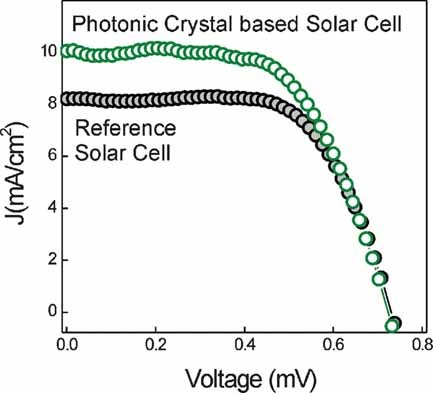 Photonic Crystal based Solar Cell
10
8
6
4
2
0
J(mA/cm²)
Reference
Solar Cell
0.0 0.2 0.4 0.6 0.8
Voltage (mV)